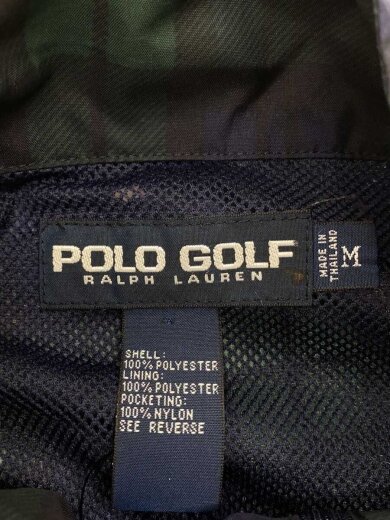 POLO GOLF
RALPH LAUREN
MADE IN
THAILAND
M
SHELL:
100% POLYESTER
LINING:
100% POLYESTER
POCKETING:
100% NYLON
SEE REVERSE